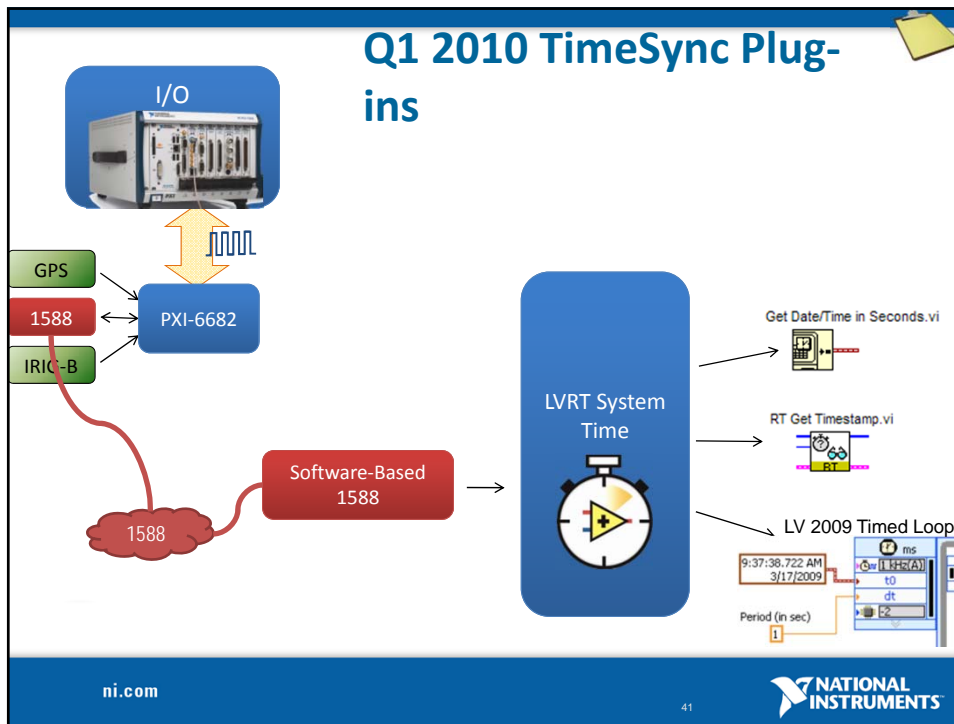 Q1 2010 TimeSync Plug-
ins
I/O
GPS
1588
IRIG-B
PXI-6682
1588
Software-Based
1588
LVRT System
Time
Get Date/Time in Seconds.vi
RT Get Timestamp.vi
RT
LV 2009 Timed Loop
ms
1 kHz(A)
9:37:38.722 AM
3/17/2009
t0
dt
-2
Period (in sec)
1
ni.com
41
NATIONAL
INSTRUMENTS™